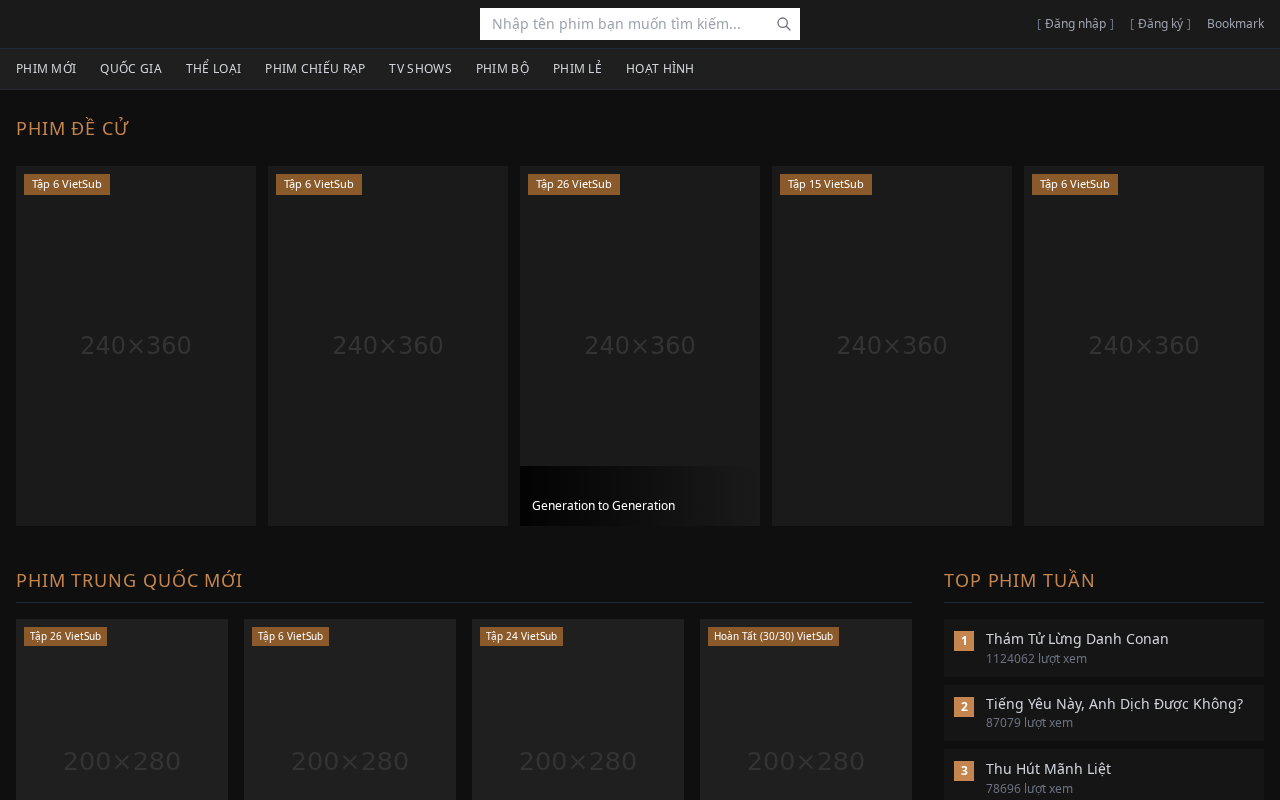 Nhập tên phim bạn muốn tìm kiếm...
[ Đăng nhập ] [ Đăng ký ] Bookmark
PHIM MỚI QUỐC GIA THỂ LOẠI PHIM CHIẾU RẠP TV SHOWS PHIM BỘ PHIM LẺ HOẠT HÌNH
PHIM ĐỀ CỬ
Tập 6 VietSub
240×360
Tập 6 VietSub
240×360
Tập 26 VietSub
240×360
Generation to Generation
Tập 15 VietSub
240×360
Tập 6 VietSub
240×360
PHIM TRUNG QUỐC MỚI
Tập 26 VietSub
200×280
Tập 6 VietSub
200×280
Tập 24 VietSub
200×280
Hoàn Tất (30/30) VietSub
200×280
TOP PHIM TUẦN
1 Thám Tử Lừng Danh Conan
1124062 lượt xem
2 Tiếng Yêu Này, Anh Dịch Được Không?
87079 lượt xem
3 Thu Hút Mãnh Liệt
78696 lượt xem